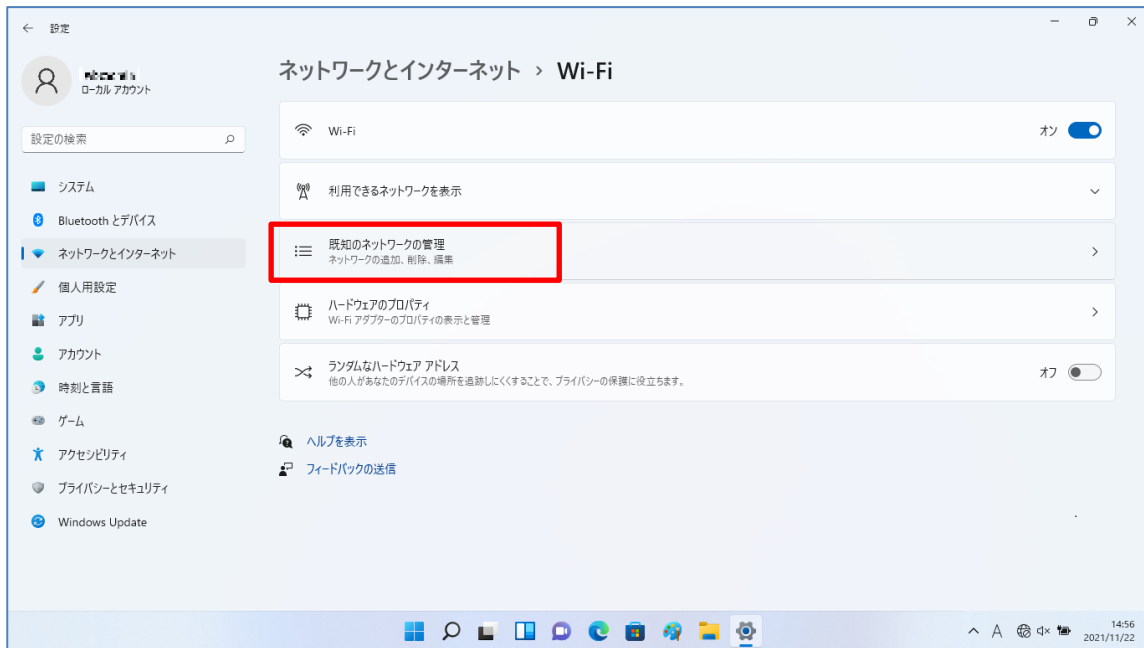 設定
ローカル アカウント
設定の検索
システム
Bluetooth とデバイス
ネットワークとインターネット
個人用設定
アプリ
アカウント
時刻と言語
ゲーム
アクセシビリティ
プライバシーとセキュリティ
Windows Update
ネットワークとインターネット › Wi-Fi
Wi-Fi
オン
利用できるネットワークを表示
既知のネットワークの管理
ネットワークの追加、削除、編集
ハードウェアのプロパティ
Wi-Fi アダプターのプロパティの表示と管理
ランダムなハードウェア アドレス
他の人があなたのデバイスの場所を追跡しにくくすることで、プライバシーの保護に役立ちます。
オフ
ヘルプを表示
フィードバックの送信
A
14:56
2021/11/22